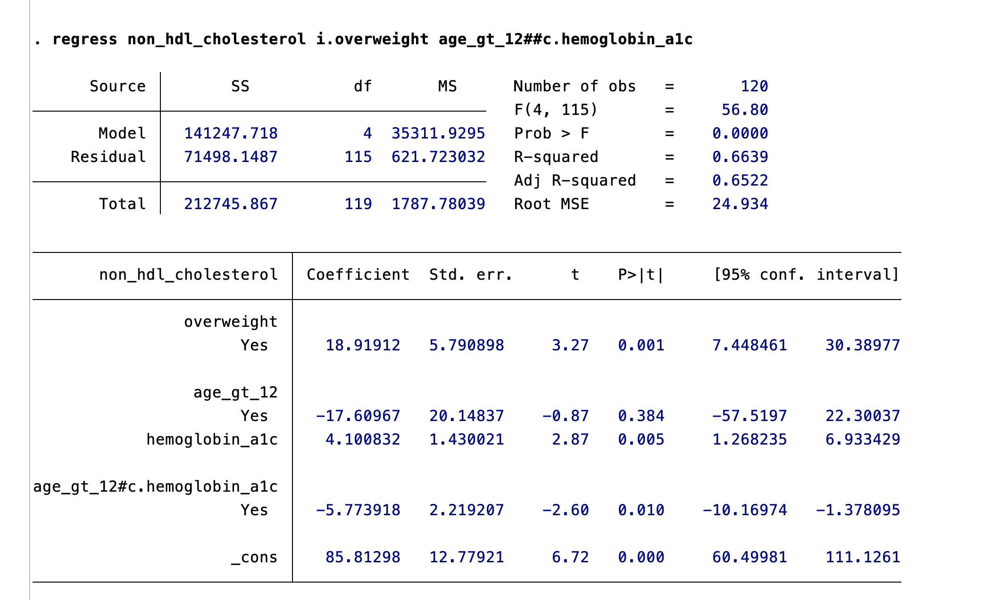 . regress non_hdl_cholesterol i.overweight age_gt_12##c.hemoglobin_a1c
Source SS df MS Number of obs = 120
F(4, 115) = 56.80
Model 141247.718 4 35311.9295 Prob > F = 0.0000
Residual 71498.1487 115 621.723032 R-squared = 0.6639
Adj R-squared = 0.6522
Total 212745.867 119 1787.78039 Root MSE = 24.934
non_hdl_cholesterol Coefficient Std. err. t P>|t| [95% conf. interval]
overweight
Yes 18.91912 5.790898 3.27 0.001 7.448461 30.38977
age_gt_12
Yes -17.60967 20.14837 -0.87 0.384 -57.5197 22.30037
hemoglobin_a1c 4.100832 1.430021 2.87 0.005 1.268235 6.933429
age_gt_12#c.hemoglobin_a1c
Yes -5.773918 2.219207 -2.60 0.010 -10.16974 -1.378095
_cons 85.81298 12.77921 6.72 0.000 60.49981 111.1261